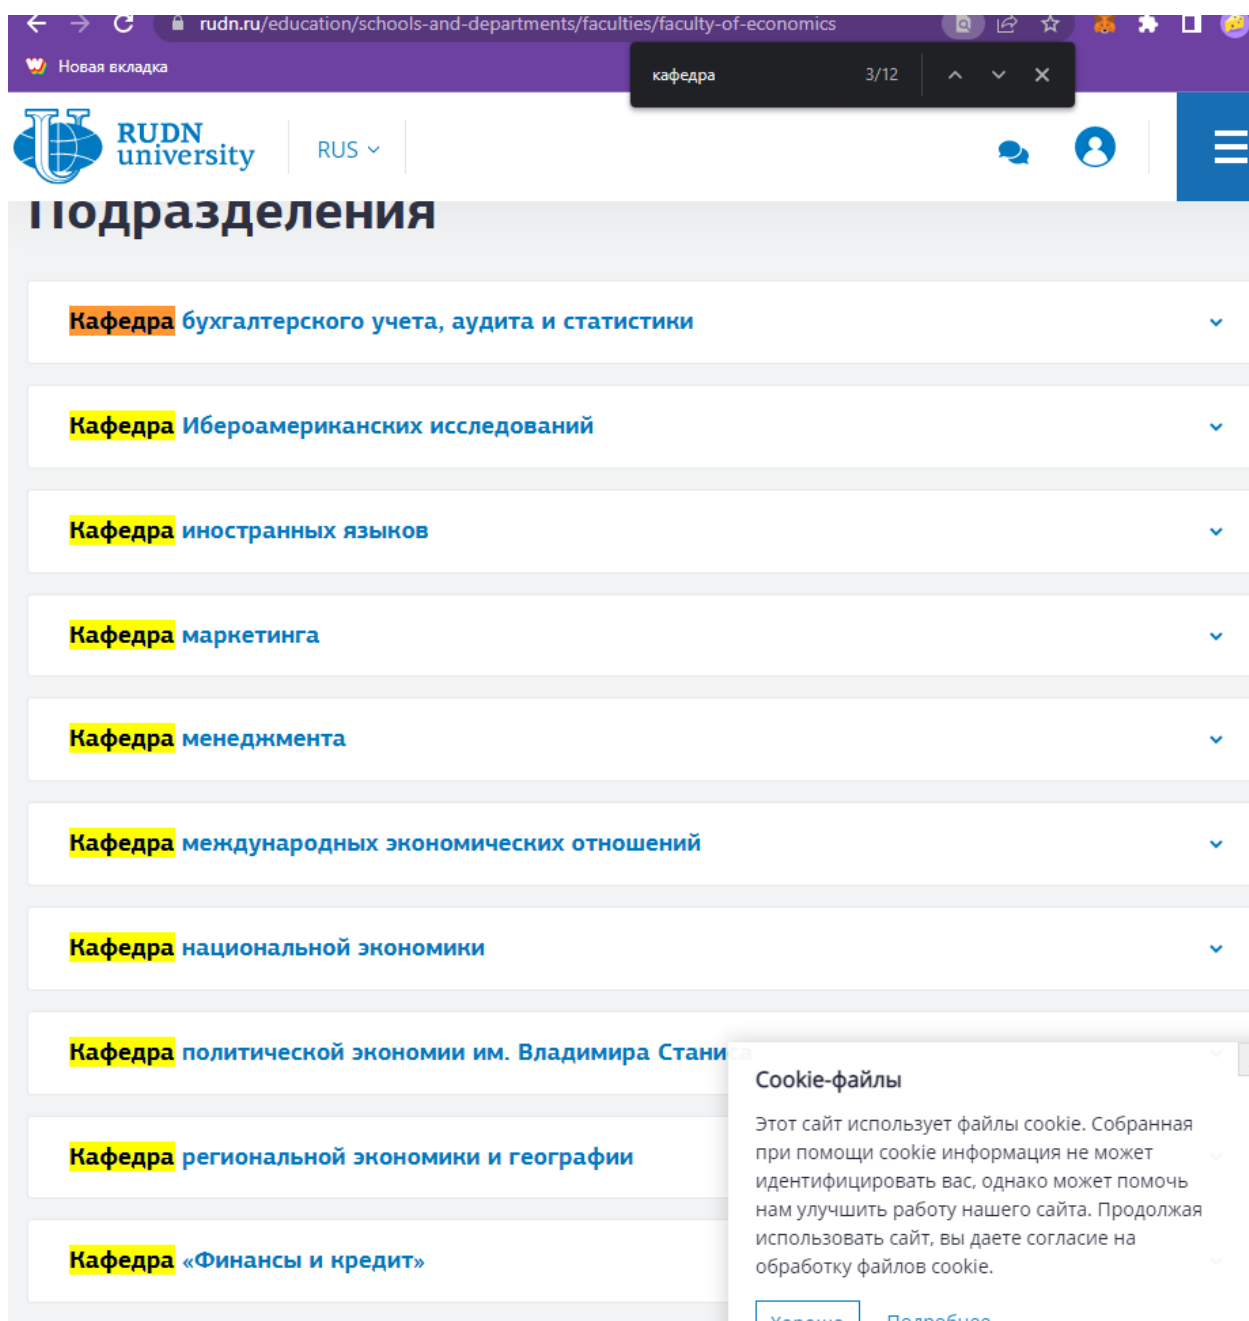 rudn.ru/education/schools-and-departments/faculties/faculty-of-economics
Новая вкладка
кафедра 3/12
RUDN
university
RUS
Подразделения
Кафедра бухгалтерского учета, аудита и статистики
Кафедра Ибероамериканских исследований
Кафедра иностранных языков
Кафедра маркетинга
Кафедра менеджмента
Кафедра международных экономических отношений
Кафедра национальной экономики
Кафедра политической экономии им. Владимира Станиса
Кафедра региональной экономики и географии
Кафедра «Финансы и кредит»
Cookie-файлы
Этот сайт использует файлы cookie. Собранная
при помощи cookie информация не может
идентифицировать вас, однако может помочь
нам улучшить работу нашего сайта. Продолжая
использовать сайт, вы даете согласие на
обработку файлов cookie.
Хорошо Подробнее